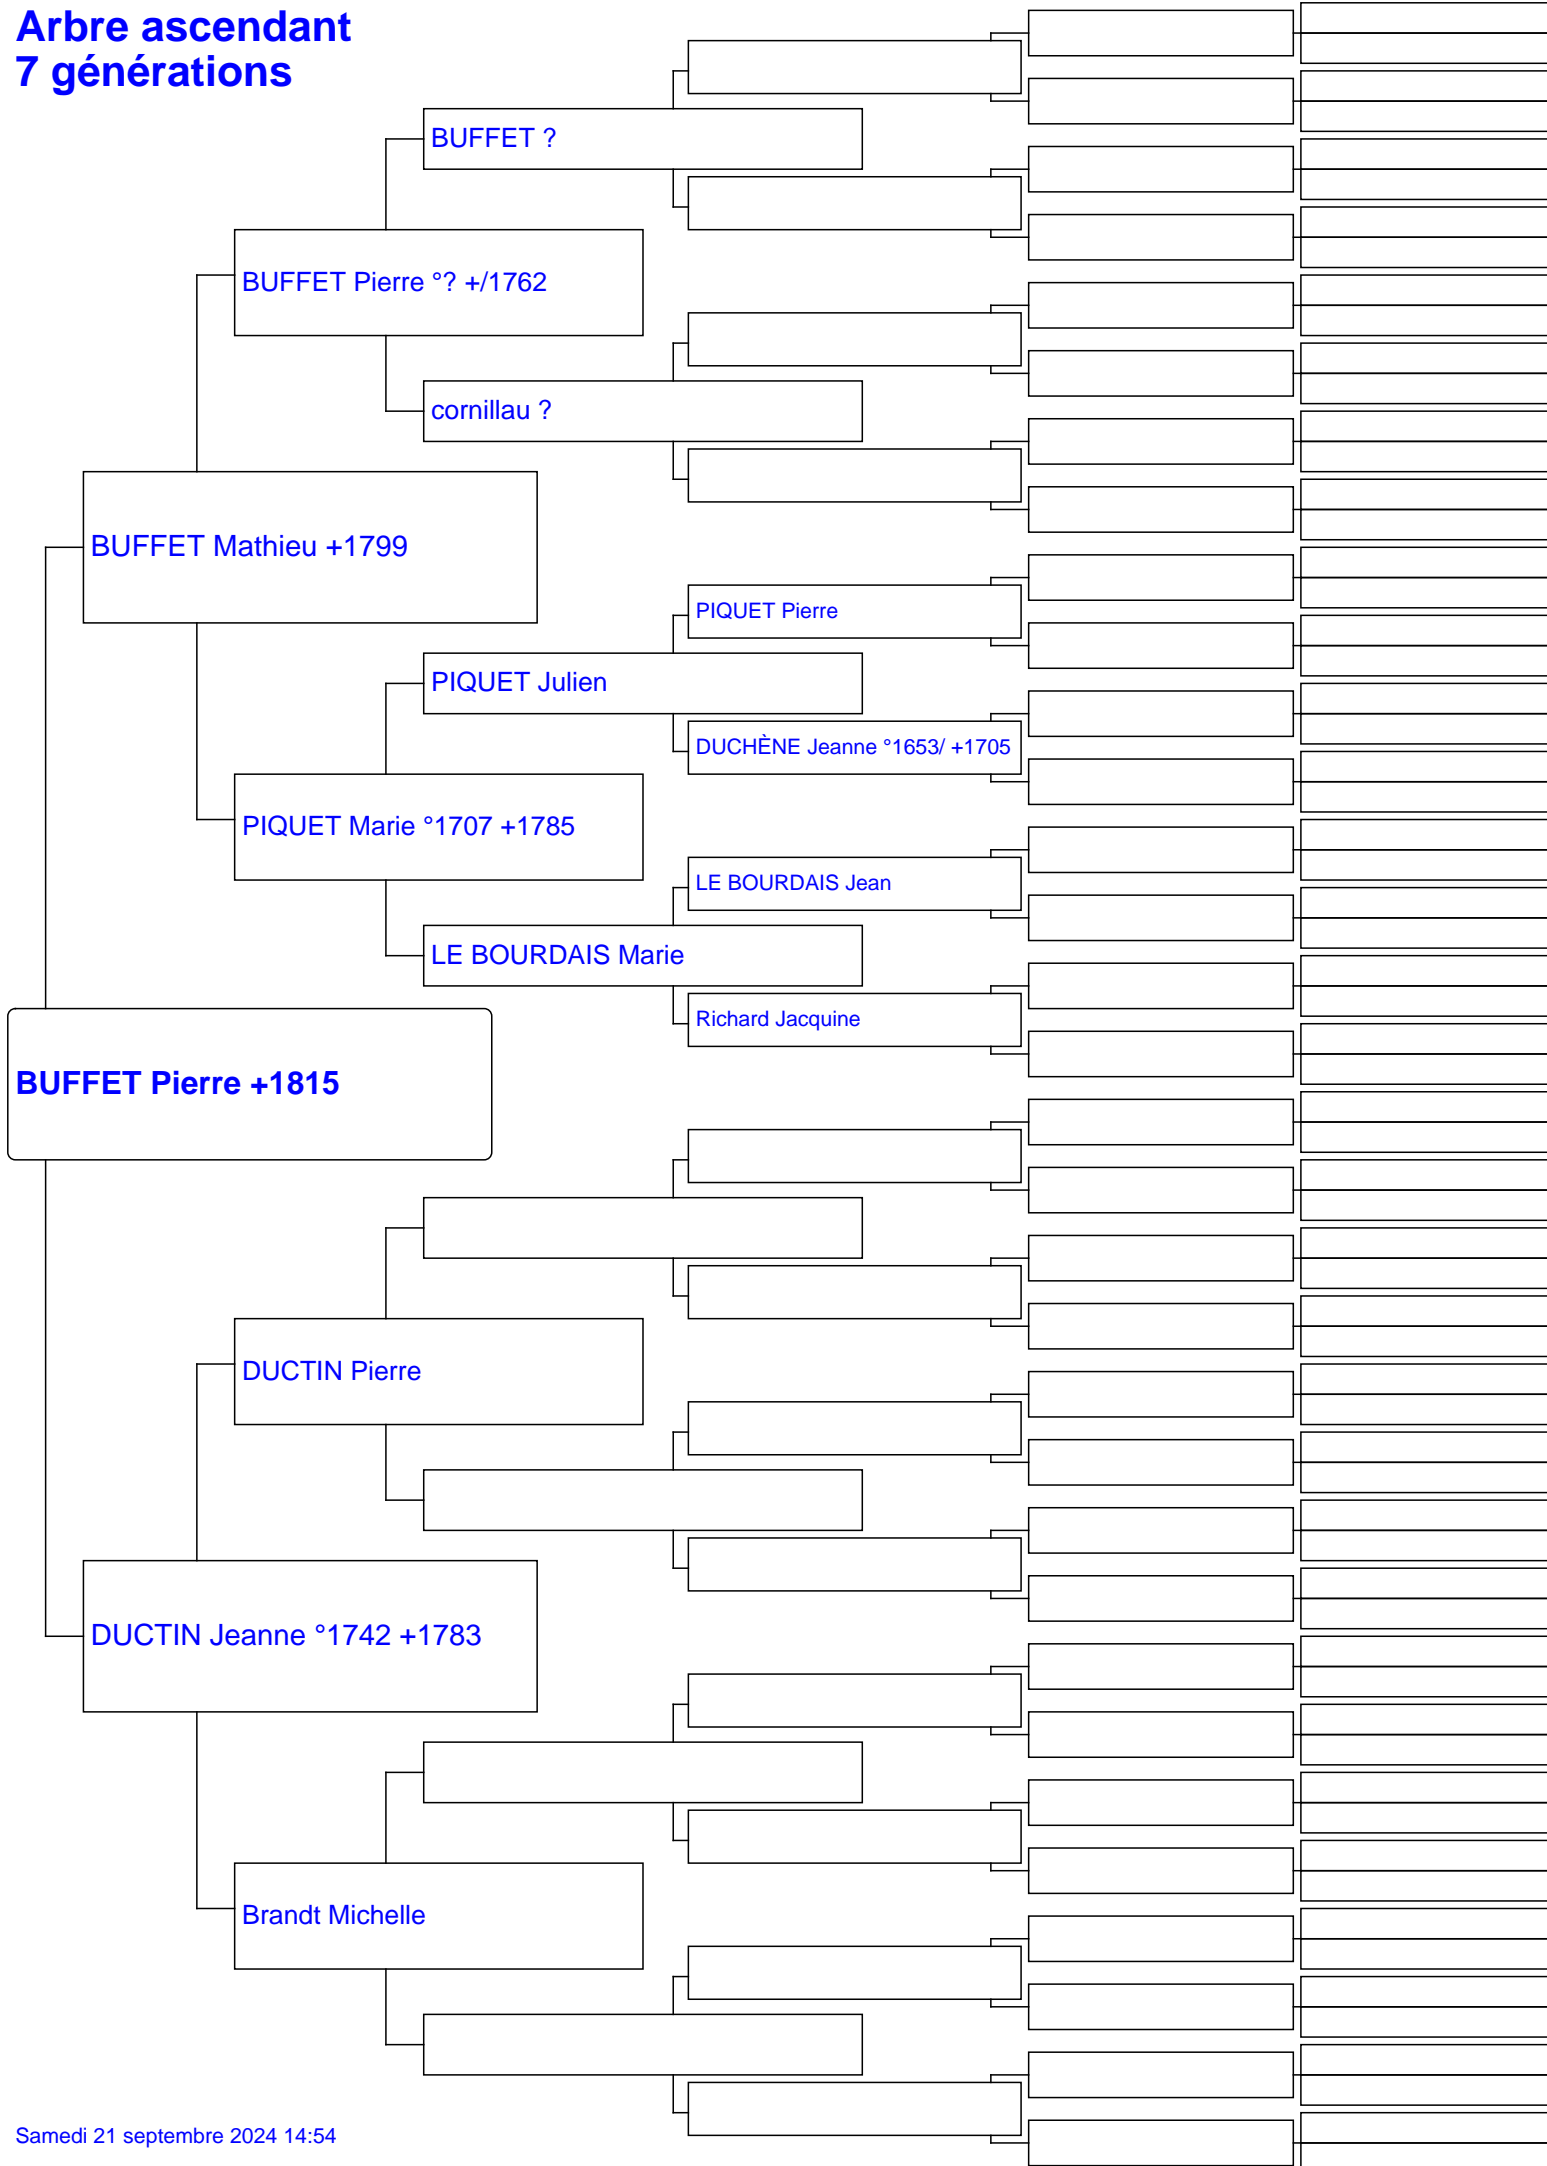 Arbre ascendant
7 générations
BUFFET ?
BUFFET Pierre °? +/1762
cornillau ?
BUFFET Mathieu +1799
PIQUET Pierre
PIQUET Julien
DUCHÈNE Jeanne °1653/ +1705
PIQUET Marie °1707 +1785
LE BOURDAIS Jean
LE BOURDAIS Marie
Richard Jacquine
BUFFET Pierre +1815
DUCTIN Pierre
DUCTIN Jeanne °1742 +1783
Brandt Michelle
Samedi 21 septembre 2024 14:54